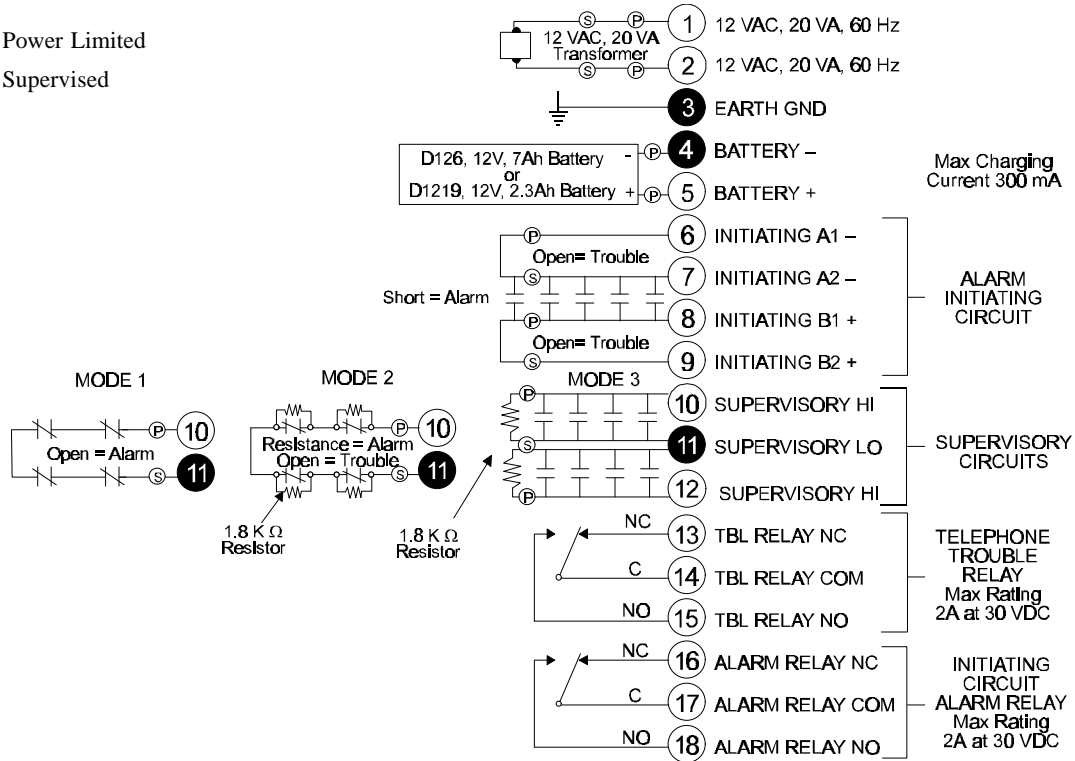 Power Limited
Supervised
S P
12 VAC, 20 VA
Transformer
S P
1 12 VAC, 20 VA, 60 Hz
2 12 VAC, 20 VA, 60 Hz
3 EARTH GND
D126, 12V, 7Ah Battery -
or
D1219, 12V, 2.3Ah Battery +
P 4 BATTERY –
P 5 BATTERY +
Max Charging
Current 300 mA
P 6 INITIATING A1 –
Open= Trouble
S 7 INITIATING A2 –
Short = Alarm
P 8 INITIATING B1 +
Open= Trouble
S 9 INITIATING B2 +
ALARM
INITIATING
CIRCUIT
MODE 1
P 10
Open = Alarm
S 11
MODE 2
P 10
Resistance = Alarm
Open = Trouble
S 11
1.8 K Ω
Resistor
MODE 3
P 10 SUPERVISORY HI
S 11 SUPERVISORY LO
P 12 SUPERVISORY HI
1.8 K Ω
Resistor
SUPERVISORY
CIRCUITS
NC 13 TBL RELAY NC
C 14 TBL RELAY COM
NO 15 TBL RELAY NO
TELEPHONE
TROUBLE
RELAY
Max Rating
2A at 30 VDC
NC 16 ALARM RELAY NC
C 17 ALARM RELAY COM
NO 18 ALARM RELAY NO
INITIATING
CIRCUIT
ALARM RELAY
Max Rating
2A at 30 VDC